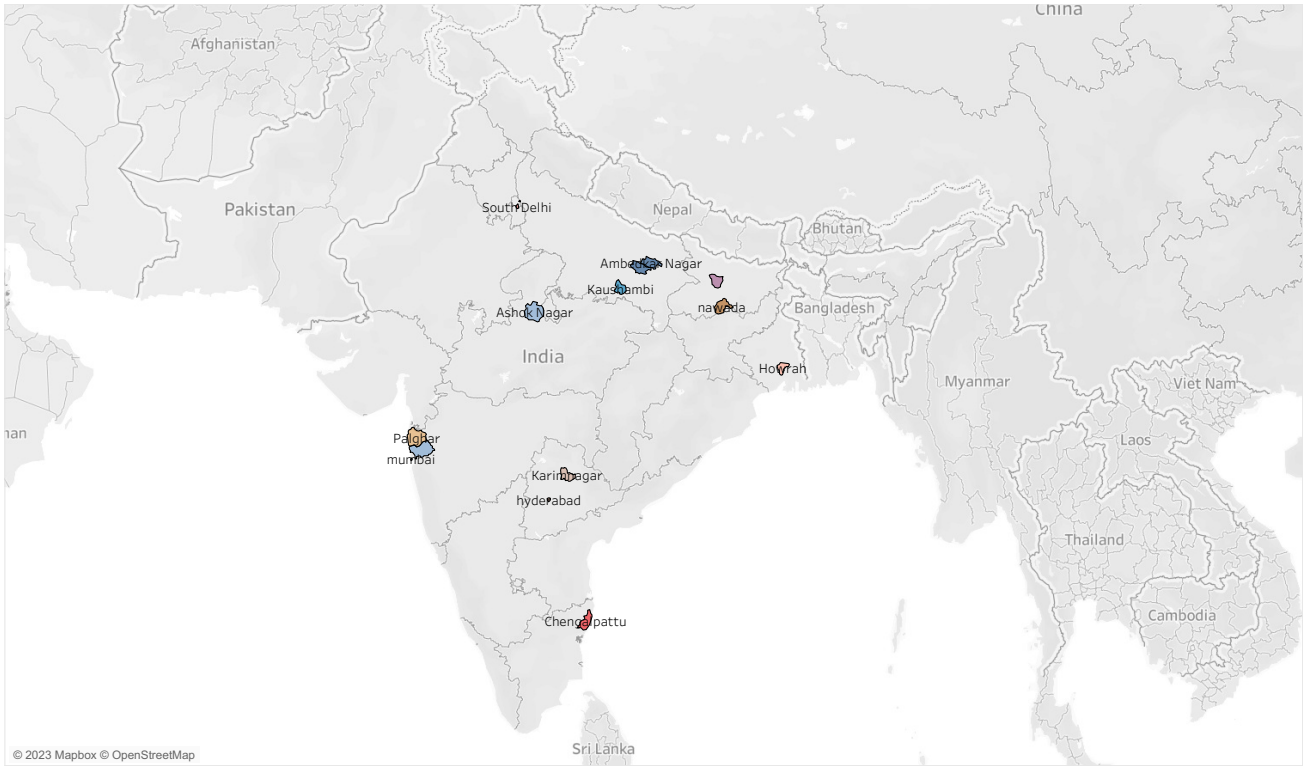 China
Afghanistan
Pakistan
South Delhi
Nepal
Bhutan
Ambedkar Nagar
Kaushambi
nawada
Bangladesh
Ashok Nagar
India
Howrah
Myanmar
Viet Nam
Laos
Palghar
mumbai
Karimnagar
hyderabad
Thailand
Chengalpattu
Cambodia
Sri Lanka
© 2023 Mapbox © OpenStreetMap